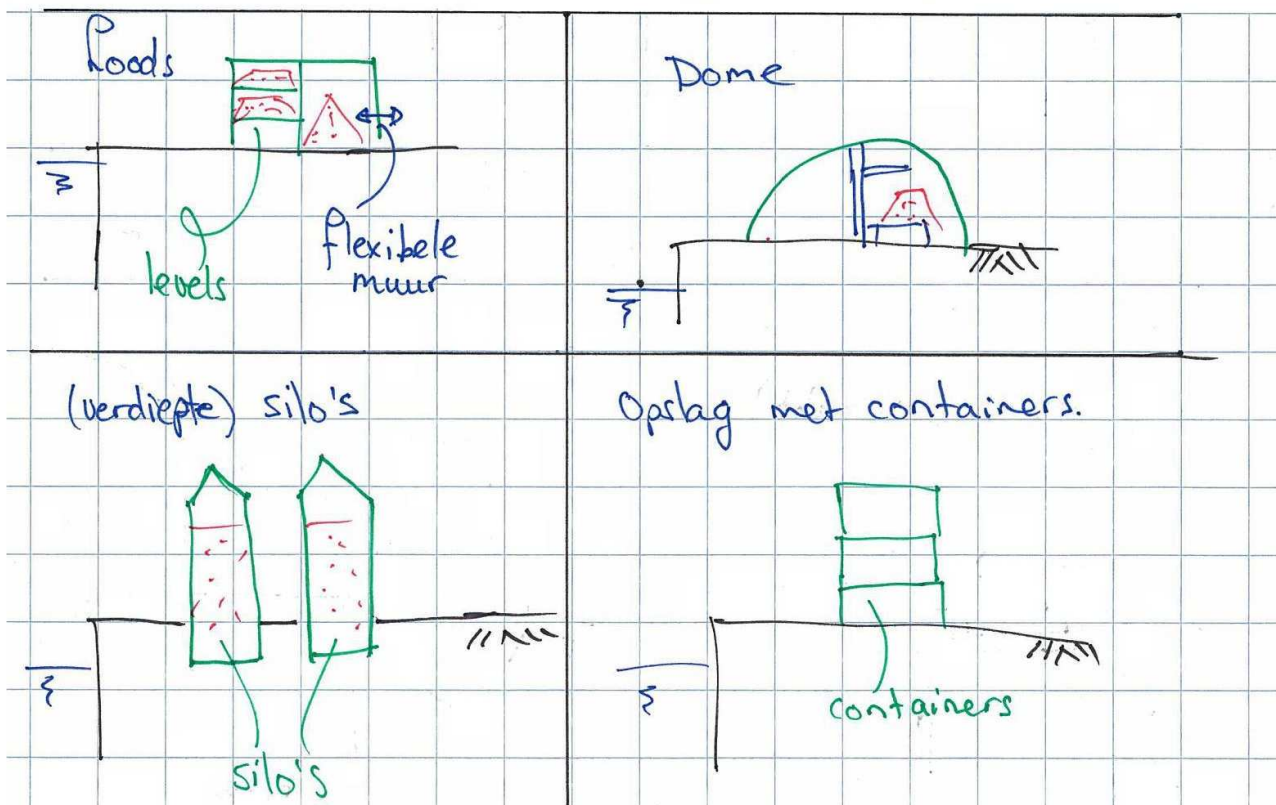 Loods
levels
flexibele
muur
Dome
(verdiepte) silo's
silo's
Opslag met containers.
containers